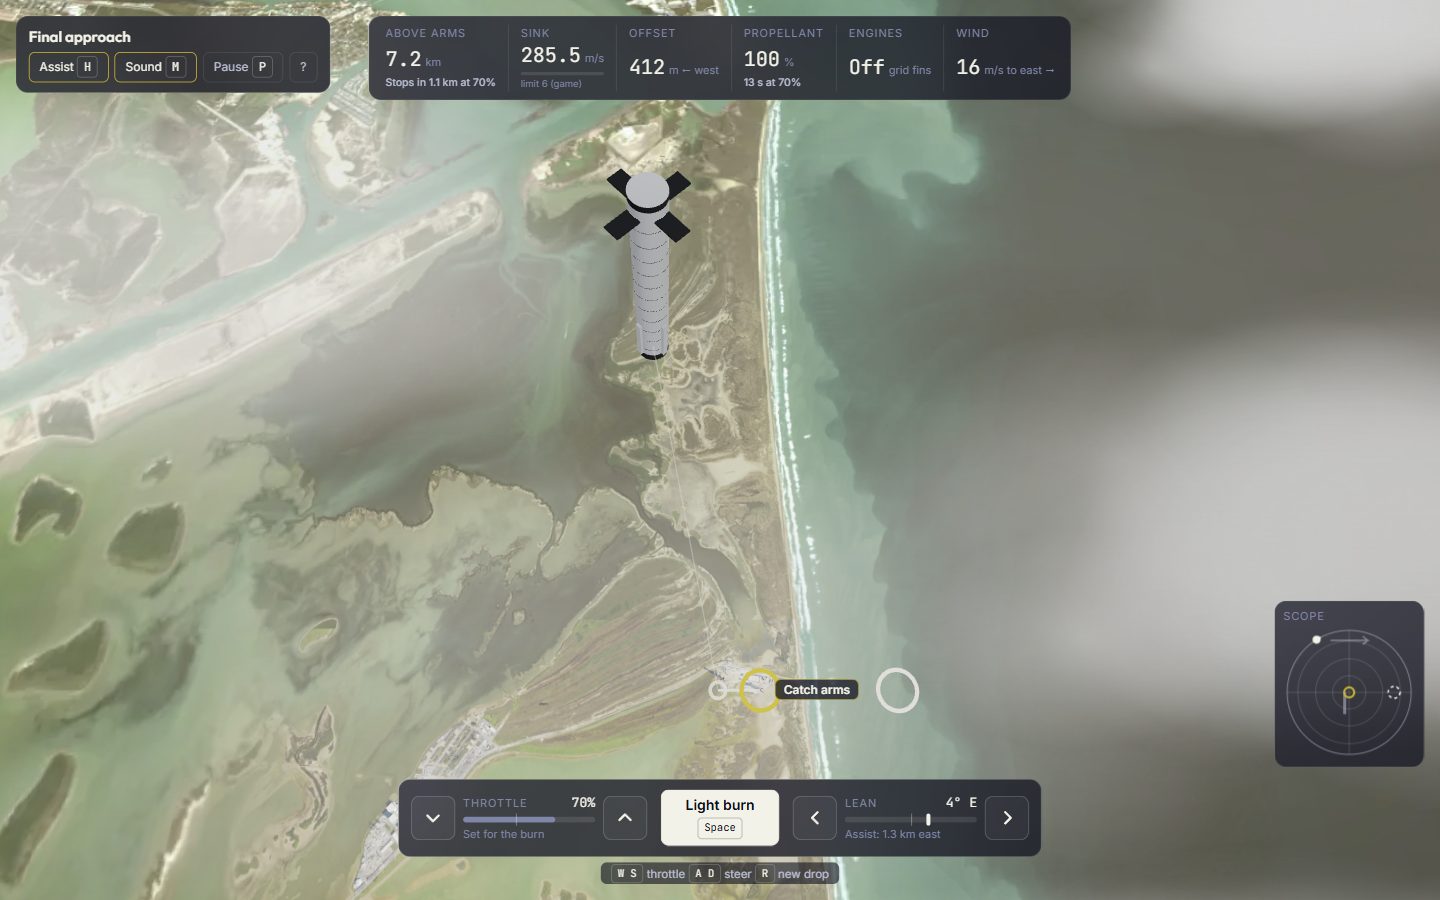 Final approach
Assist H
Sound M
Pause P
?
ABOVE ARMS
7.2 km
Stops in 1.1 km at 70%
SINK
285.5 m/s
limit 6 (game)
OFFSET
412 m ← west
PROPELLANT
100 %
13 s at 70%
ENGINES
Off grid fins
WIND
16 m/s to east →
Catch arms
SCOPE
THROTTLE 70%
Set for the burn
Light burn
Space
LEAN 4° E
Assist: 1.3 km east
W S throttle A D steer R new drop